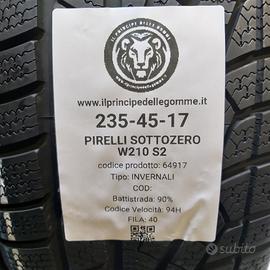 IL PRINCIPE DELLE GOMME
www.ilprincipedellegomme.it
235-45-17
PIRELLI SOTTOZERO
W210 S2
codice prodotto: 64917
Tipo: INVERNALI
COD:
Battistrada: 90%
Codice Velocità: 94H
FILA: 40
subito